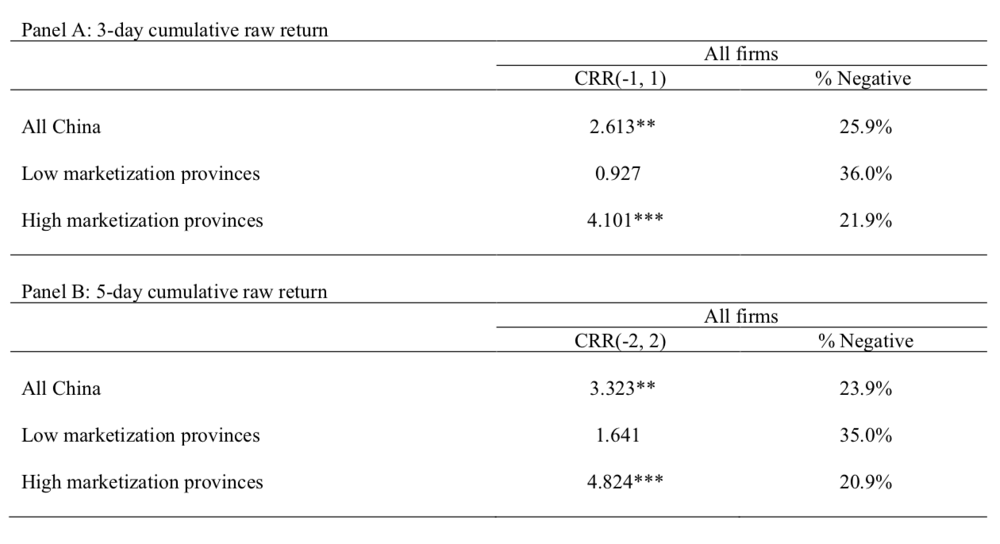 Panel A: 3-day cumulative raw return
All firms
CRR(-1, 1) % Negative
All China 2.613** 25.9%
Low marketization provinces 0.927 36.0%
High marketization provinces 4.101*** 21.9%
Panel B: 5-day cumulative raw return
All firms
CRR(-2, 2) % Negative
All China 3.323** 23.9%
Low marketization provinces 1.641 35.0%
High marketization provinces 4.824*** 20.9%